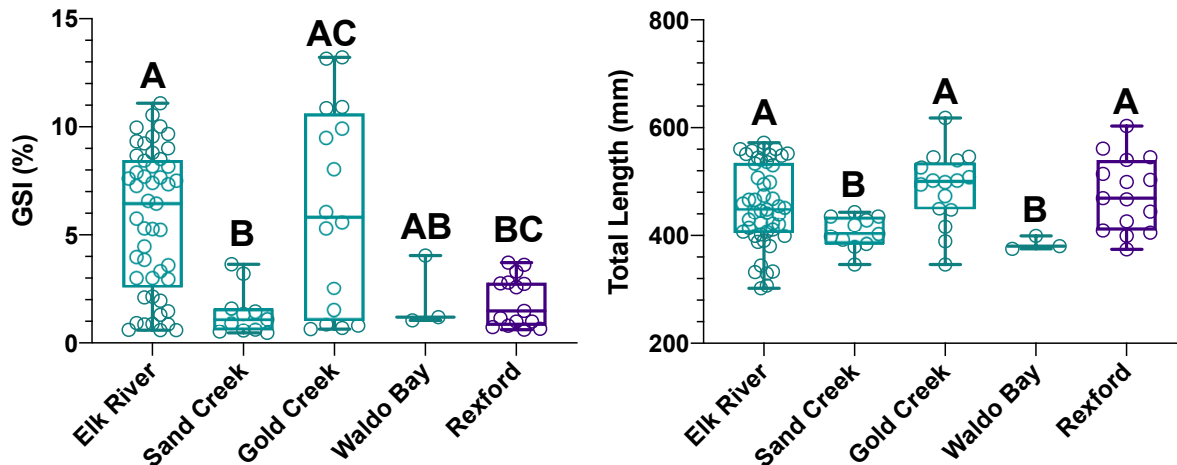 GSI (%)
15
10
5
0
A
B
AC
AB
BC
Elk River
Sand Creek
Gold Creek
Waldo Bay
Rexford
Total Length (mm)
800
600
400
200
A
B
A
B
A
Elk River
Sand Creek
Gold Creek
Waldo Bay
Rexford